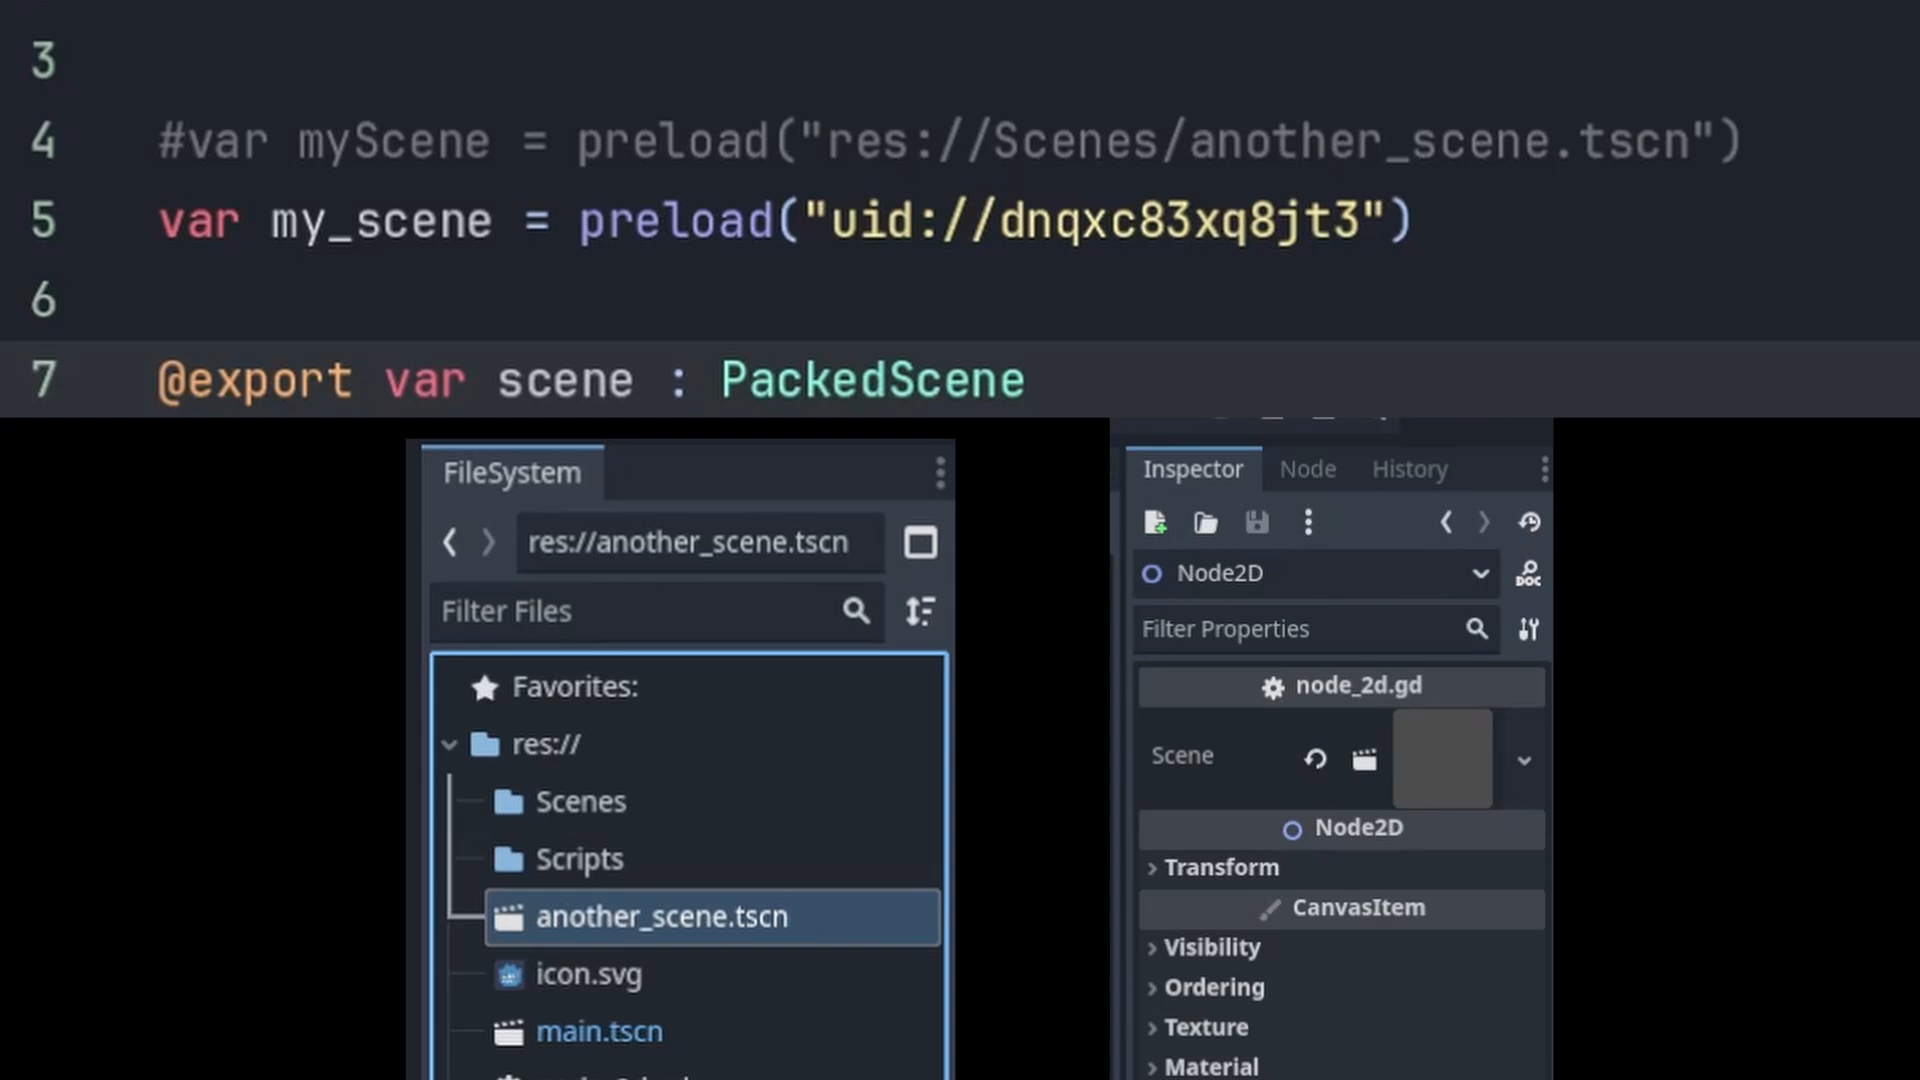 3
4 #var myScene = preload("res://Scenes/another_scene.tscn")
5 var my_scene = preload("uid://dnqxc83xq8jt3")
6
7 @export var scene : PackedScene
FileSystem
res://another_scene.tscn
Filter Files
Favorites:
res://
Scenes
Scripts
another_scene.tscn
icon.svg
main.tscn
Inspector Node History
Node2D
DOC
Filter Properties
node_2d.gd
Scene
Node2D
Transform
CanvasItem
Visibility
Ordering
Texture
Material